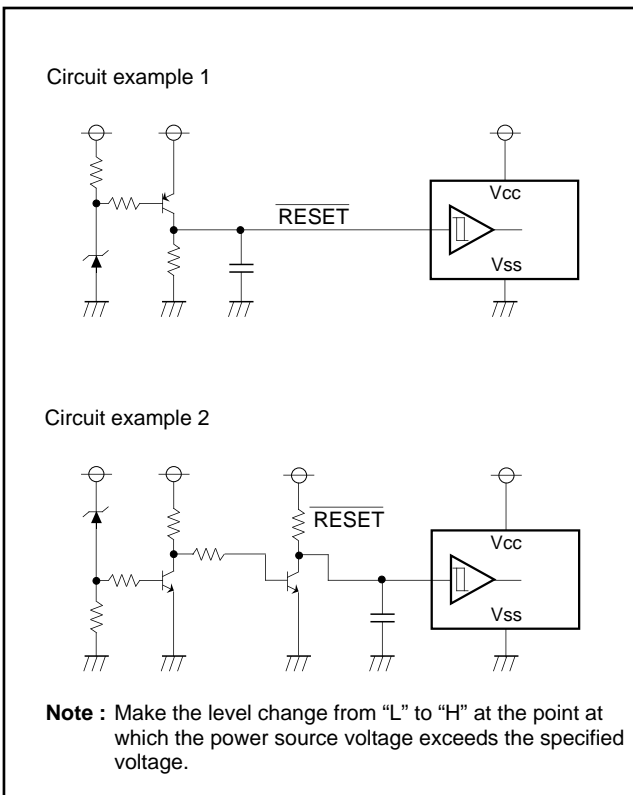 Circuit example 1
RESET
Vcc
Vss
Circuit example 2
RESET
Vcc
Vss
Note : Make the level change from “L” to “H” at the point at
which the power source voltage exceeds the specified
voltage.